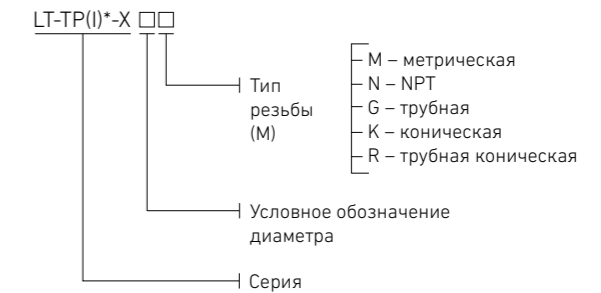 LT-TP(I)*-X □□
Тип
резьбы
(M)
M – метрическая
N – NPT
G – трубная
K – коническая
R – трубная коническая
Условное обозначение
диаметра
Серия